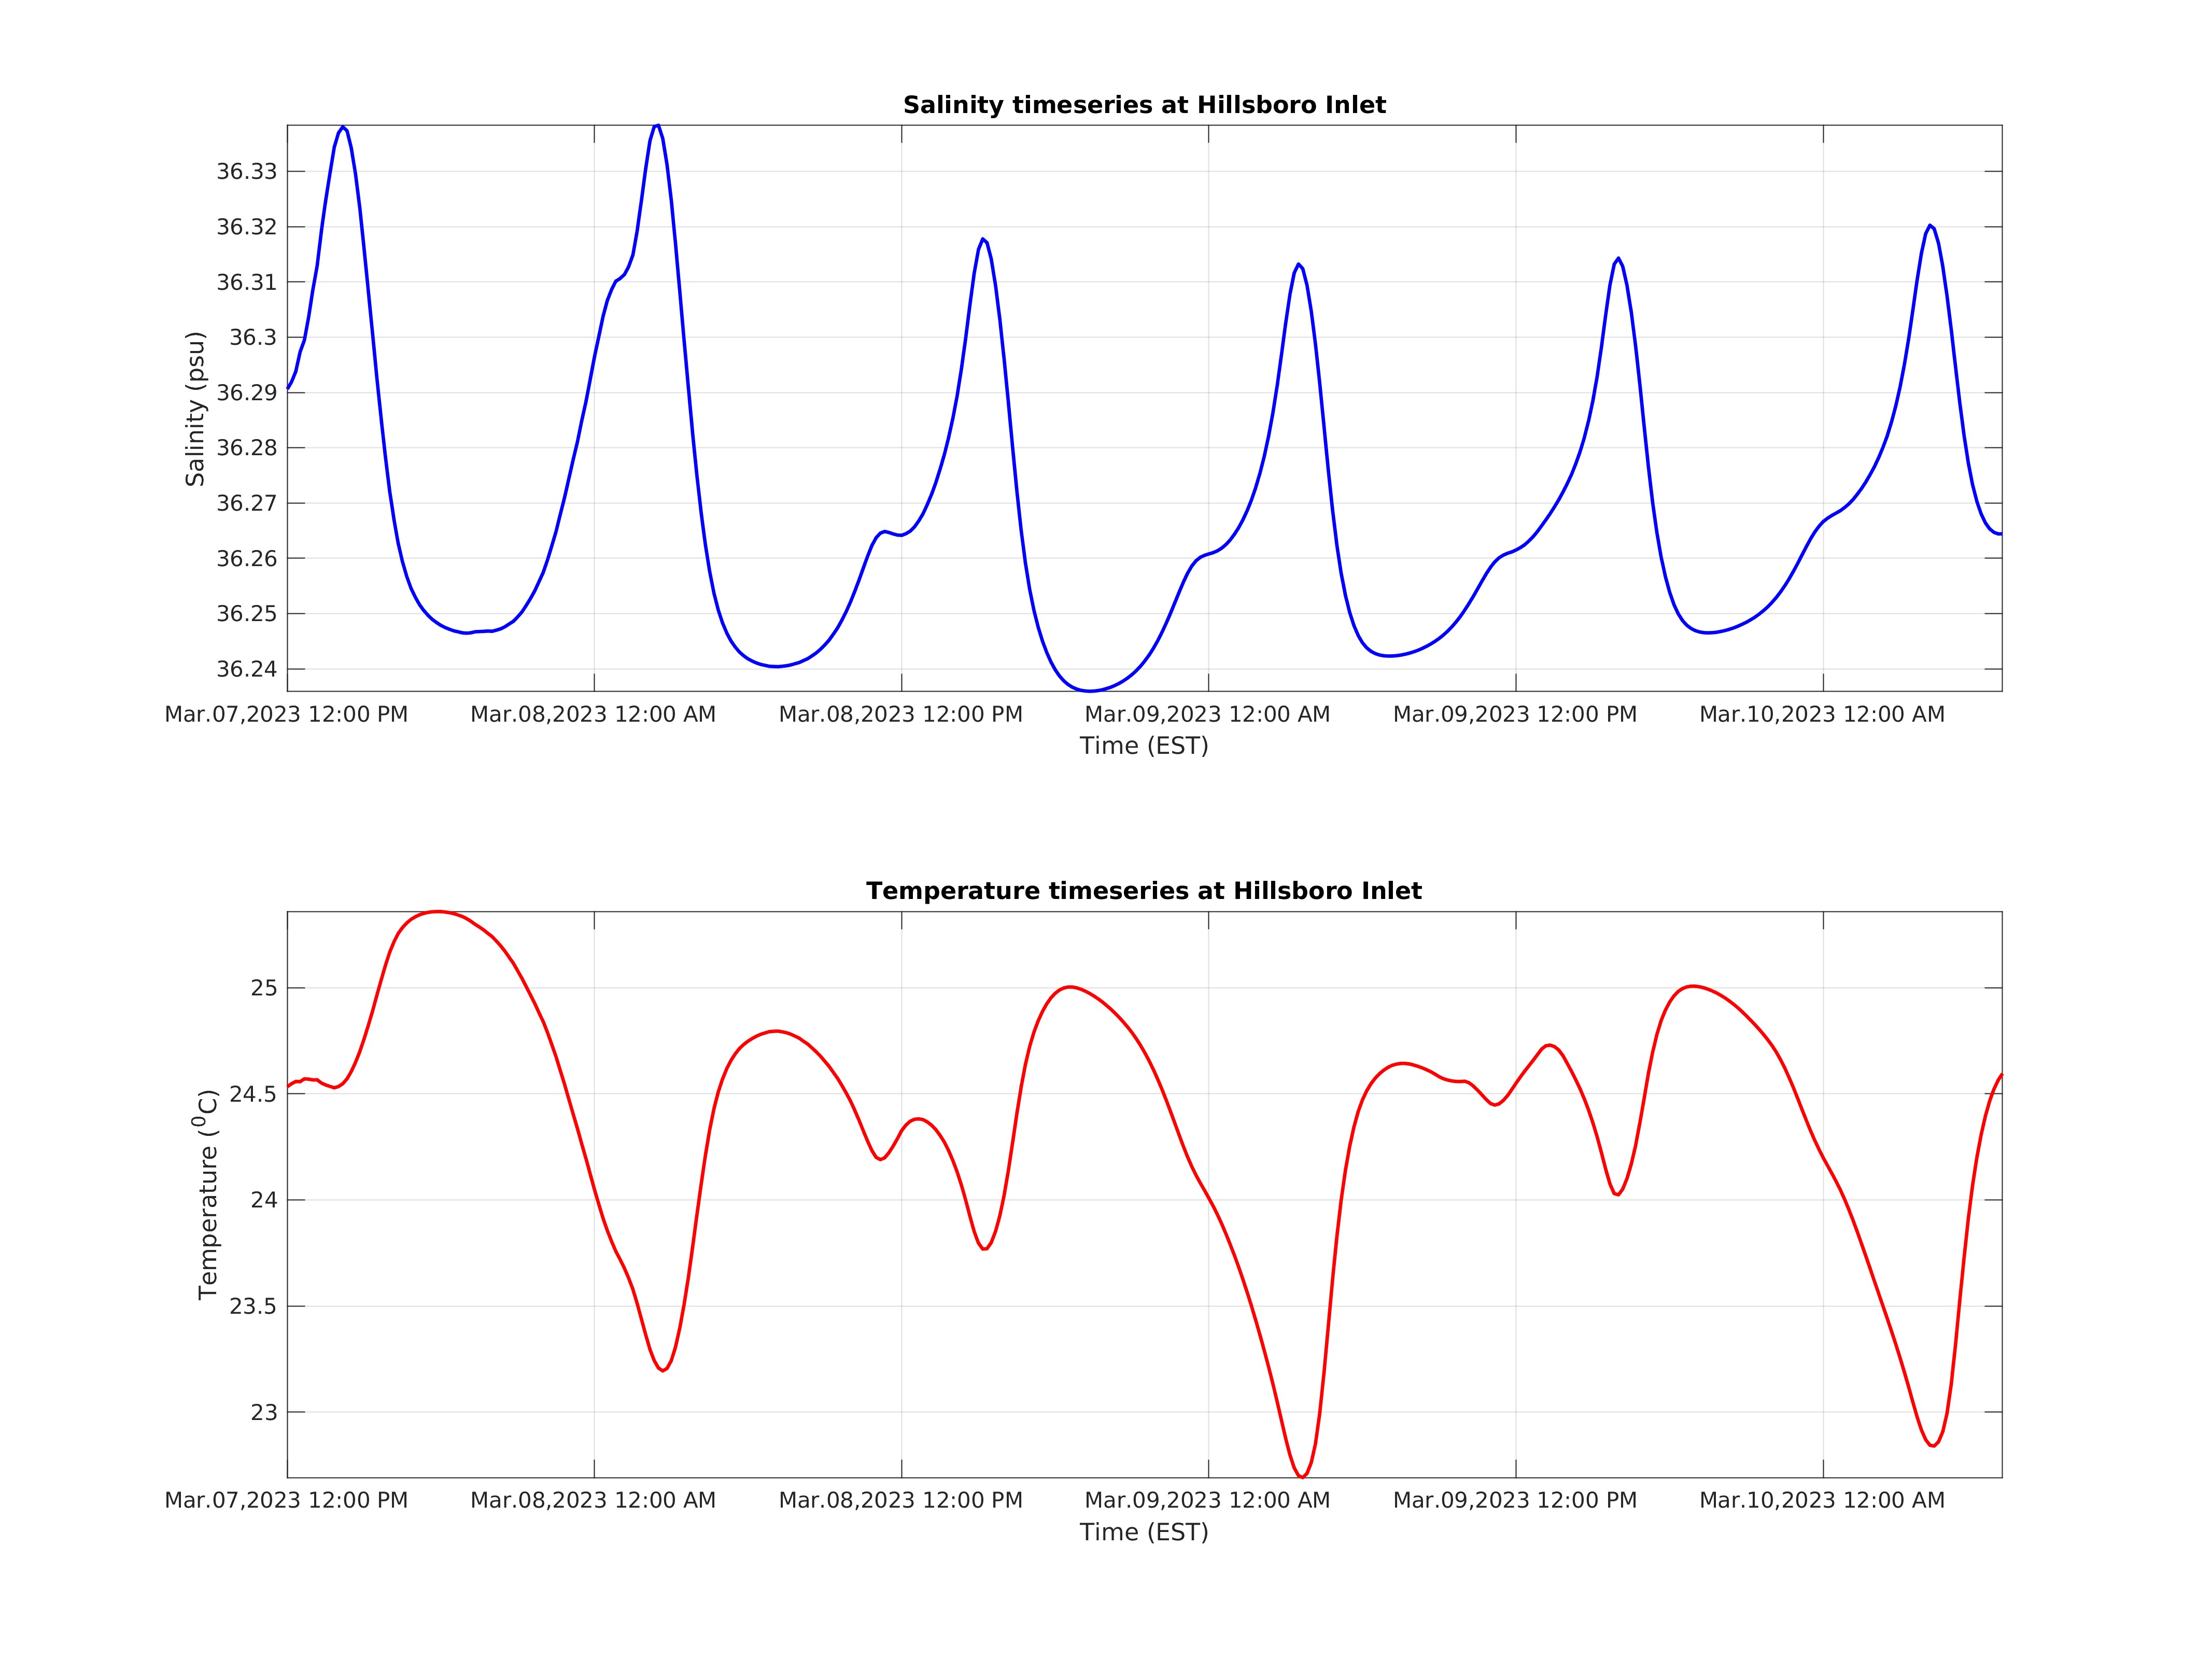 Salinity timeseries at Hillsboro Inlet
Salinity (psu)
36.33
36.32
36.31
36.3
36.29
36.28
36.27
36.26
36.25
36.24
Mar.07,2023 12:00 PM Mar.08,2023 12:00 AM Mar.08,2023 12:00 PM Mar.09,2023 12:00 AM Mar.09,2023 12:00 PM Mar.10,2023 12:00 AM
Time (EST)
Temperature timeseries at Hillsboro Inlet
Temperature (⁰C)
25
24.5
24
23.5
23
Mar.07,2023 12:00 PM Mar.08,2023 12:00 AM Mar.08,2023 12:00 PM Mar.09,2023 12:00 AM Mar.09,2023 12:00 PM Mar.10,2023 12:00 AM
Time (EST)